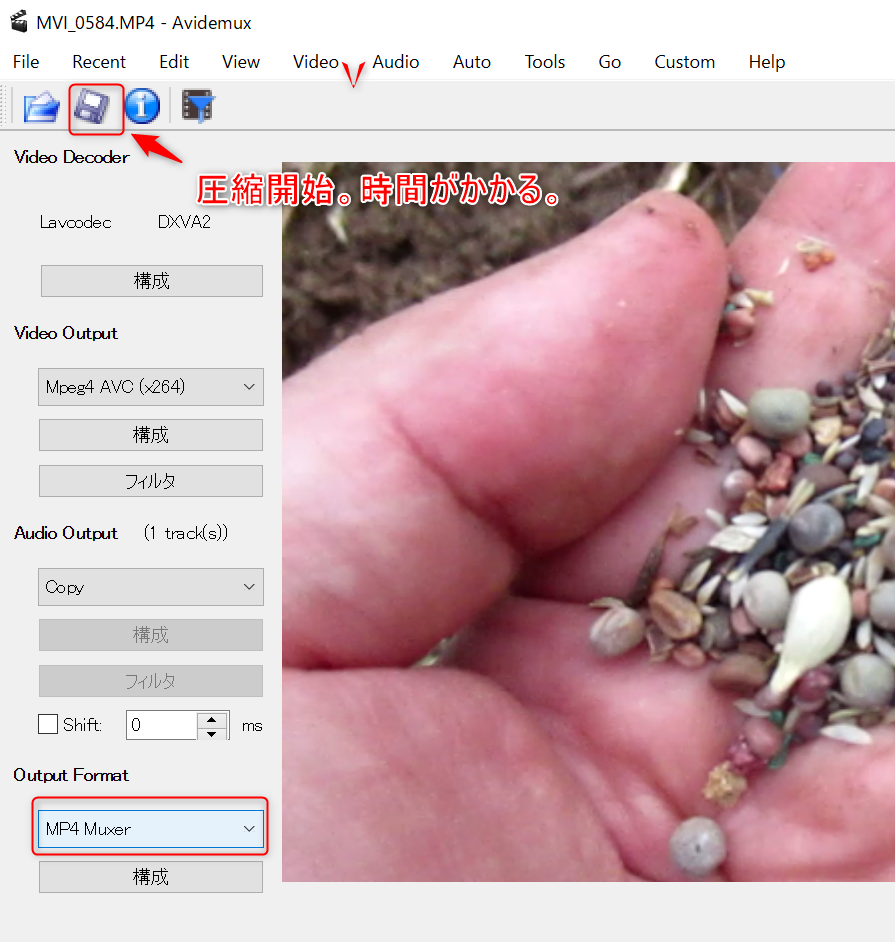 MVI_0584.MP4 - Avidemux
File Recent Edit View Video Audio Auto Tools Go Custom Help
Video Decoder
圧縮開始。時間がかかる。
Lavcodec DXVA2
構成
Video Output
Mpeg4 AVC (x264)
構成
フィルタ
Audio Output (1 track(s))
Copy
構成
フィルタ
Shift: 0 ms
Output Format
MP4 Muxer
構成